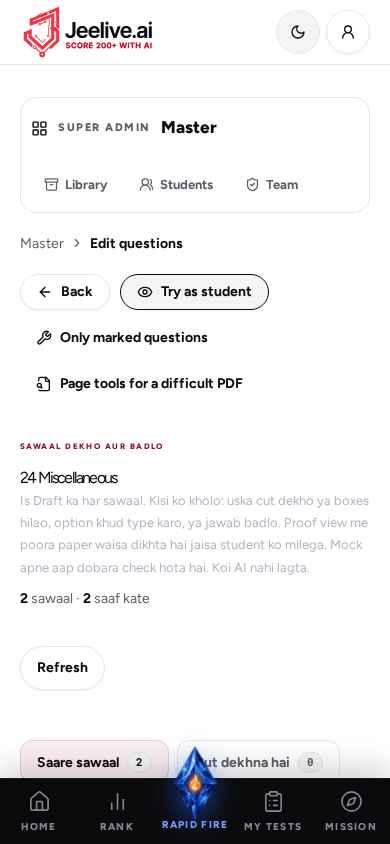 Jeelive.ai
SCORE 200+ WITH AI
SUPER ADMIN Master
Library Students Team
Master > Edit questions
Back Try as student
Only marked questions
Page tools for a difficult PDF
SAWAAL DEKHO AUR BADLO
24 Miscellaneous
Is Draft ka har sawaal. Kisi ko kholo: uska cut dekho ya boxes
hilao, option khud type karo, ya jawab badlo. Proof view me
poora paper waisa dikhta hai jaisa student ko milega. Mock
apne aap dobara check hota hai. Koi AI nahi lagta.
2 sawaal · 2 saaf kate
Refresh
Saare sawaal 2 dekhna hai 0
HOME RANK RAPID FIRE MY TESTS MISSION